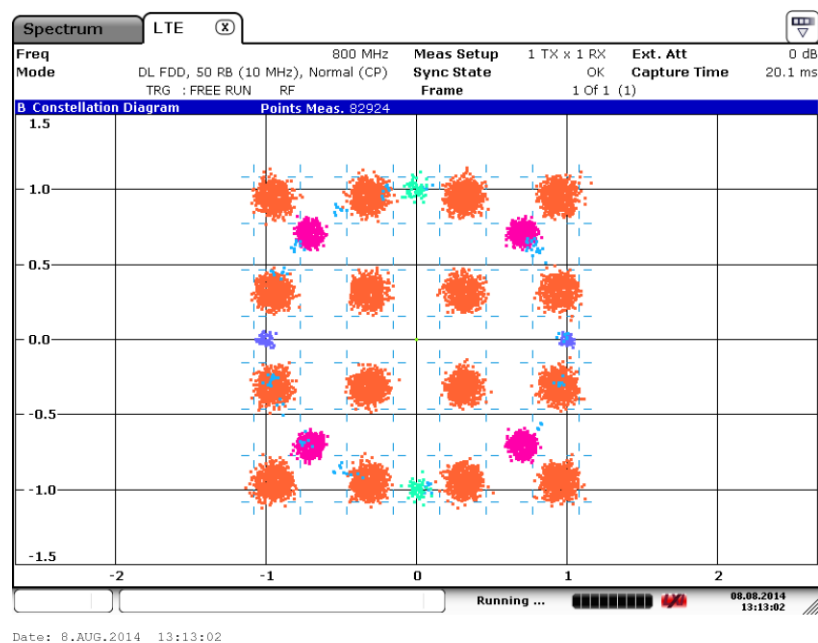 Spectrum LTE X
Freq 800 MHz Meas Setup 1 TX x 1 RX Ext. Att 0 dB
Mode DL FDD, 50 RB (10 MHz), Normal (CP) Sync State OK Capture Time 20.1 ms
TRG : FREE RUN RF Frame 1 Of 1 (1)
B Constellation Diagram Points Meas. 82924
1.5
1.0
0.5
0.0
-0.5
-1.0
-1.5
-2 -1 0 1 2
Running ... LXI 08.08.2014
13:13:02
Date: 8.AUG.2014 13:13:02